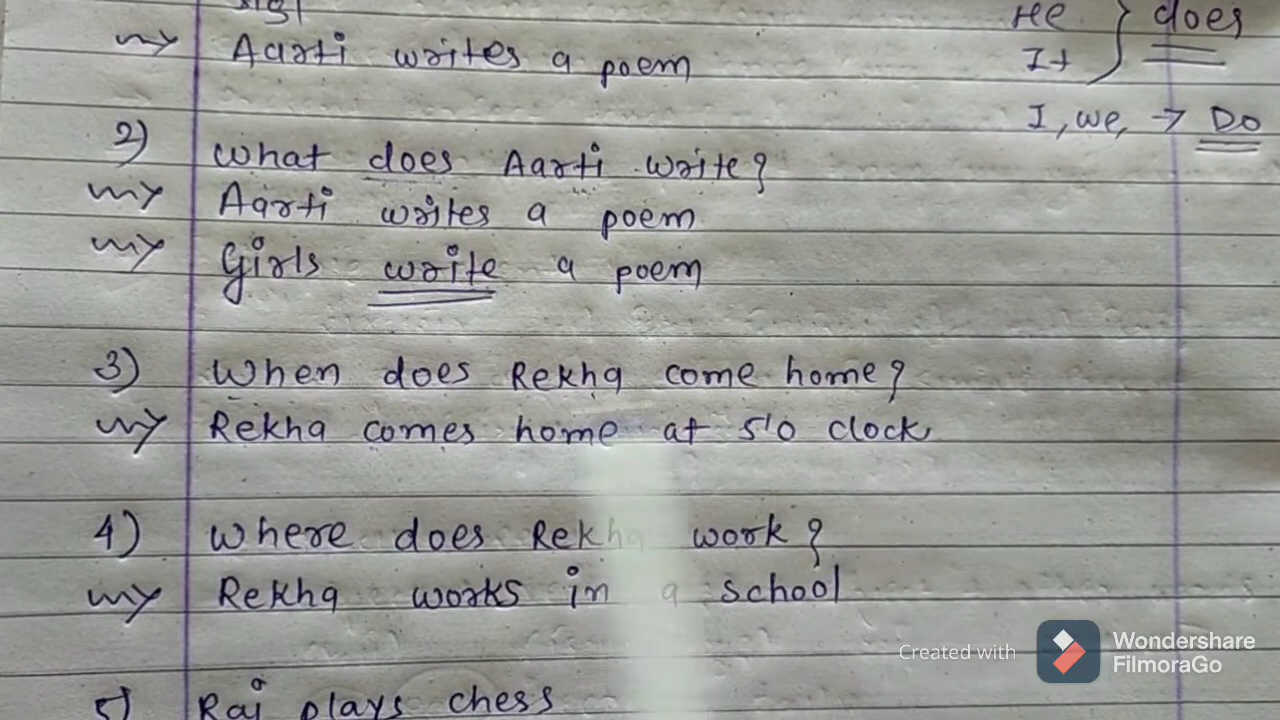 He } does
Aarti writes a poem
It
I, we, → Do
2) What does Aarti write?
Aarti writes a poem
Girls write a poem
3) When does Rekha come home?
Rekha comes home at 5'0 clock
4) Where does Rekha work?
Rekha works in a school
Created with Wondershare FilmoraGo
5) Raj plays chess